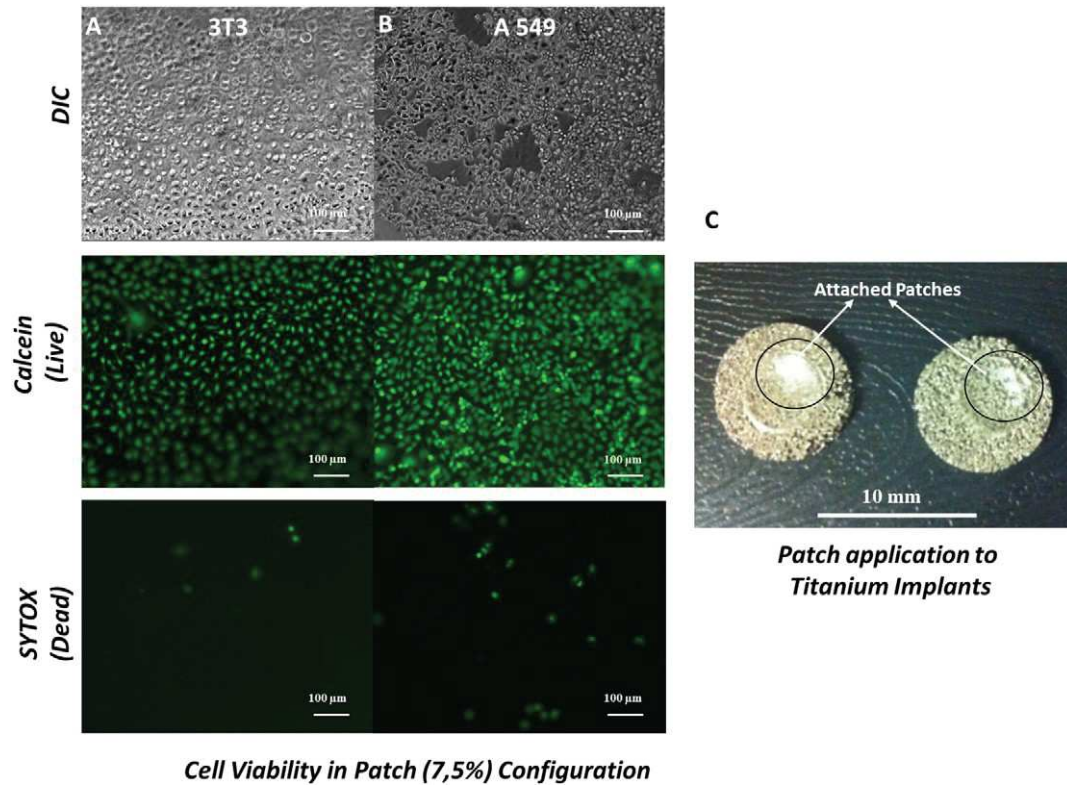 A
3T3
B
A 549
DIC
100 µm
100 µm
C
Calcein
(Live)
100 µm
100 µm
Attached Patches
10 mm
Patch application to
Titanium Implants
SYTOX
(Dead)
100 µm
100 µm
Cell Viability in Patch (7,5%) Configuration